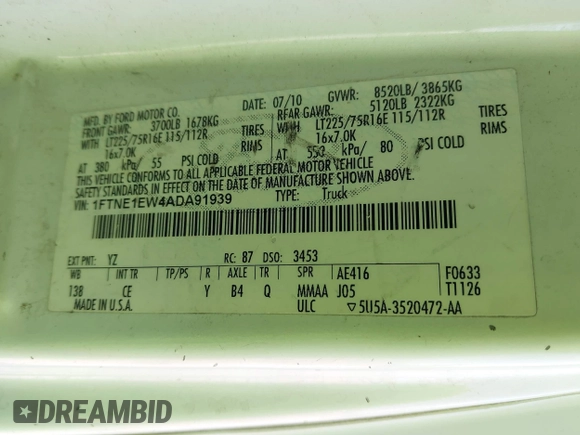 MFD. BY FORD MOTOR CO.
DATE: 07/10 GVWR: 8520LB/ 3865KG
FRONT GAWR: 3700LB 1678KG
RFAR GAWR: 5120LB 2322KG
WITH LT225/75R16E 115/112R TIRES
WITH LT225/75R16E 115/112R TIRES
16x7.0K RIMS
16x7.0K RIMS
AT 380 kPa/ 55 PSI COLD
AT 550 kPa/ 80 PSI COLD
THIS VEHICLE CONFORMS TO ALL APPLICABLE FEDERAL MOTOR VEHICLE
SAFETY STANDARDS IN EFFECT ON THE DATE OF MANUFACTURE SHOWN ABOVE.
1FTNE1EW4ADA91939 TYPE: Truck
EXT PNT: YZ RC: 87 DSO: 3453
WB INT TR TP/PS R AXLE TR SPR AE416 F0633
138 CE Y B4 Q MMAA J05 T1126
MADE IN U.S.A. ULC ▽5U5A-3520472-AA
DREAMBID